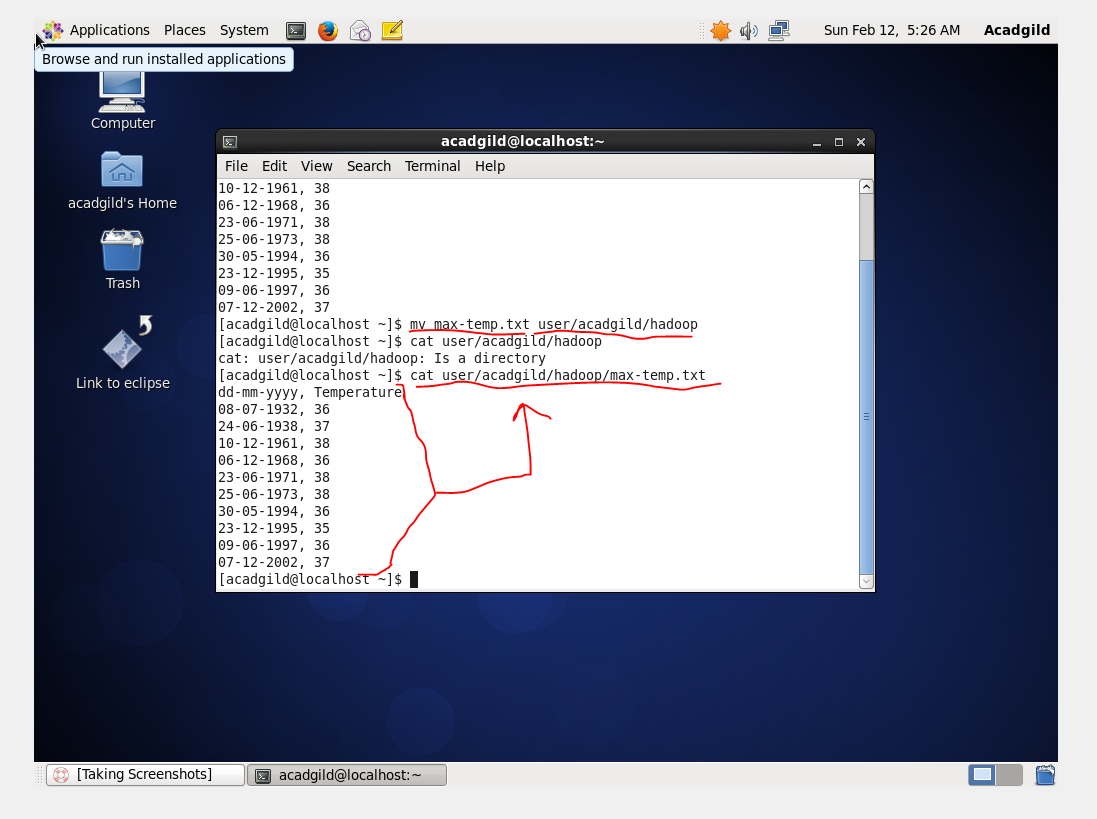 Applications Places System Sun Feb 12, 5:26 AM Acadgild
Browse and run installed applications
Computer
acadgild's Home
Trash
Link to eclipse
acadgild@localhost:~
File Edit View Search Terminal Help
10-12-1961, 38
06-12-1968, 36
23-06-1971, 38
25-06-1973, 38
30-05-1994, 36
23-12-1995, 35
09-06-1997, 36
07-12-2002, 37
[acadgild@localhost ~]$ mv max-temp.txt user/acadgild/hadoop
[acadgild@localhost ~]$ cat user/acadgild/hadoop
cat: user/acadgild/hadoop: Is a directory
[acadgild@localhost ~]$ cat user/acadgild/hadoop/max-temp.txt
dd-mm-yyyy, Temperature
08-07-1932, 36
24-06-1938, 37
10-12-1961, 38
06-12-1968, 36
23-06-1971, 38
25-06-1973, 38
30-05-1994, 36
23-12-1995, 35
09-06-1997, 36
07-12-2002, 37
[acadgild@localhost ~]$
[Taking Screenshots] acadgild@localhost:~